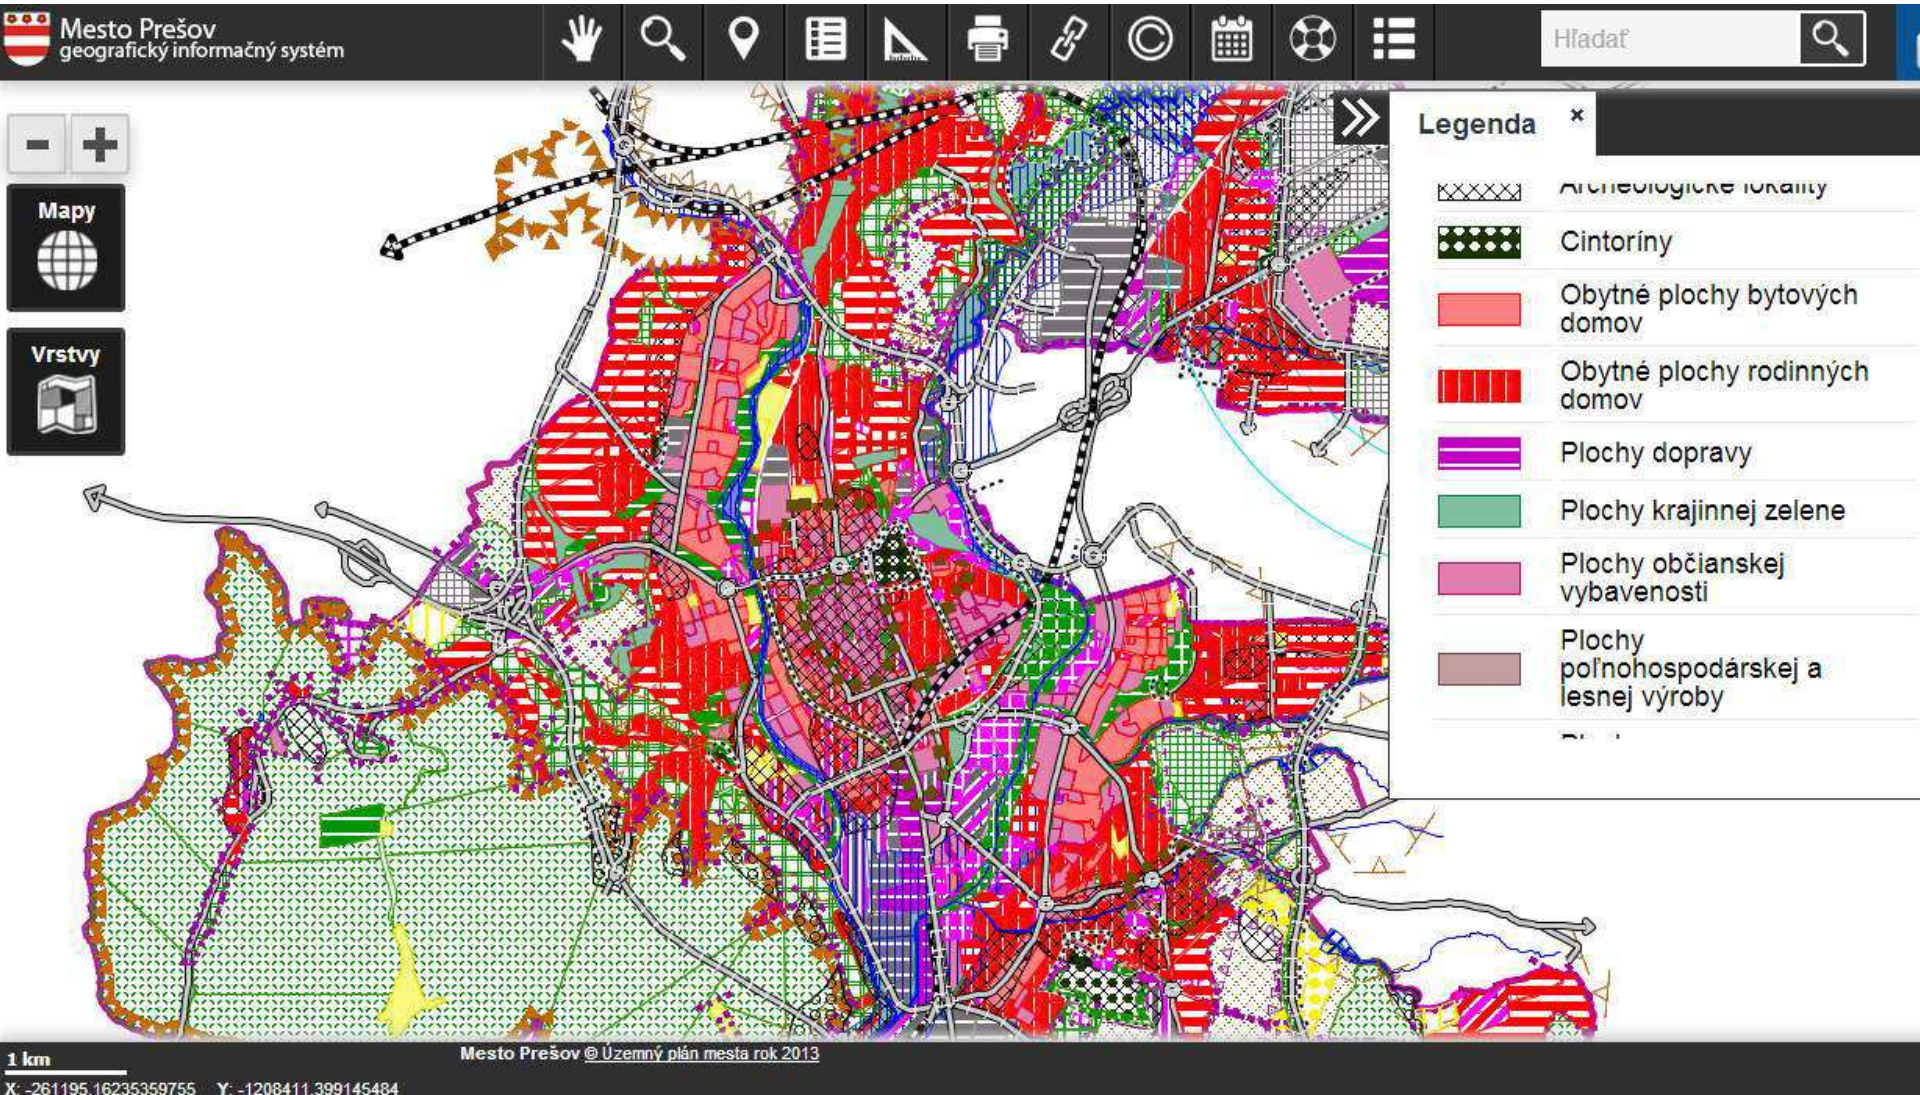 Mesto Prešov
geografický informačný systém
Hľadať
Mapy
Vrstvy
Legenda
Archeologické lokality
Cintoríny
Obytné plochy bytových
domov
Obytné plochy rodinných
domov
Plochy dopravy
Plochy krajinnej zelene
Plochy občianskej
vybavenosti
Plochy
poľnohospodárskej a
lesnej výroby
1 km
Mesto Prešov © Územný plán mesta rok 2013
X: -261195.16235359755 Y: -1208411.399145484